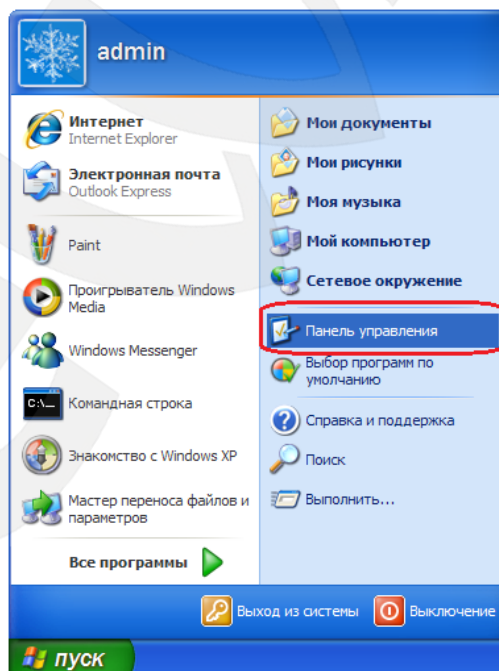 admin
Интернет
Internet Explorer
Электронная почта
Outlook Express
Paint
Проигрыватель Windows
Media
Windows Messenger
C:\_
Командная строка
Знакомство с Windows XP
Мастер переноса файлов и
параметров
Все программы
Мои документы
Мои рисунки
Моя музыка
Мой компьютер
Сетевое окружение
Панель управления
Выбор программ по
умолчанию
Справка и поддержка
Поиск
Выполнить...
Выход из системы
Выключение
пуск